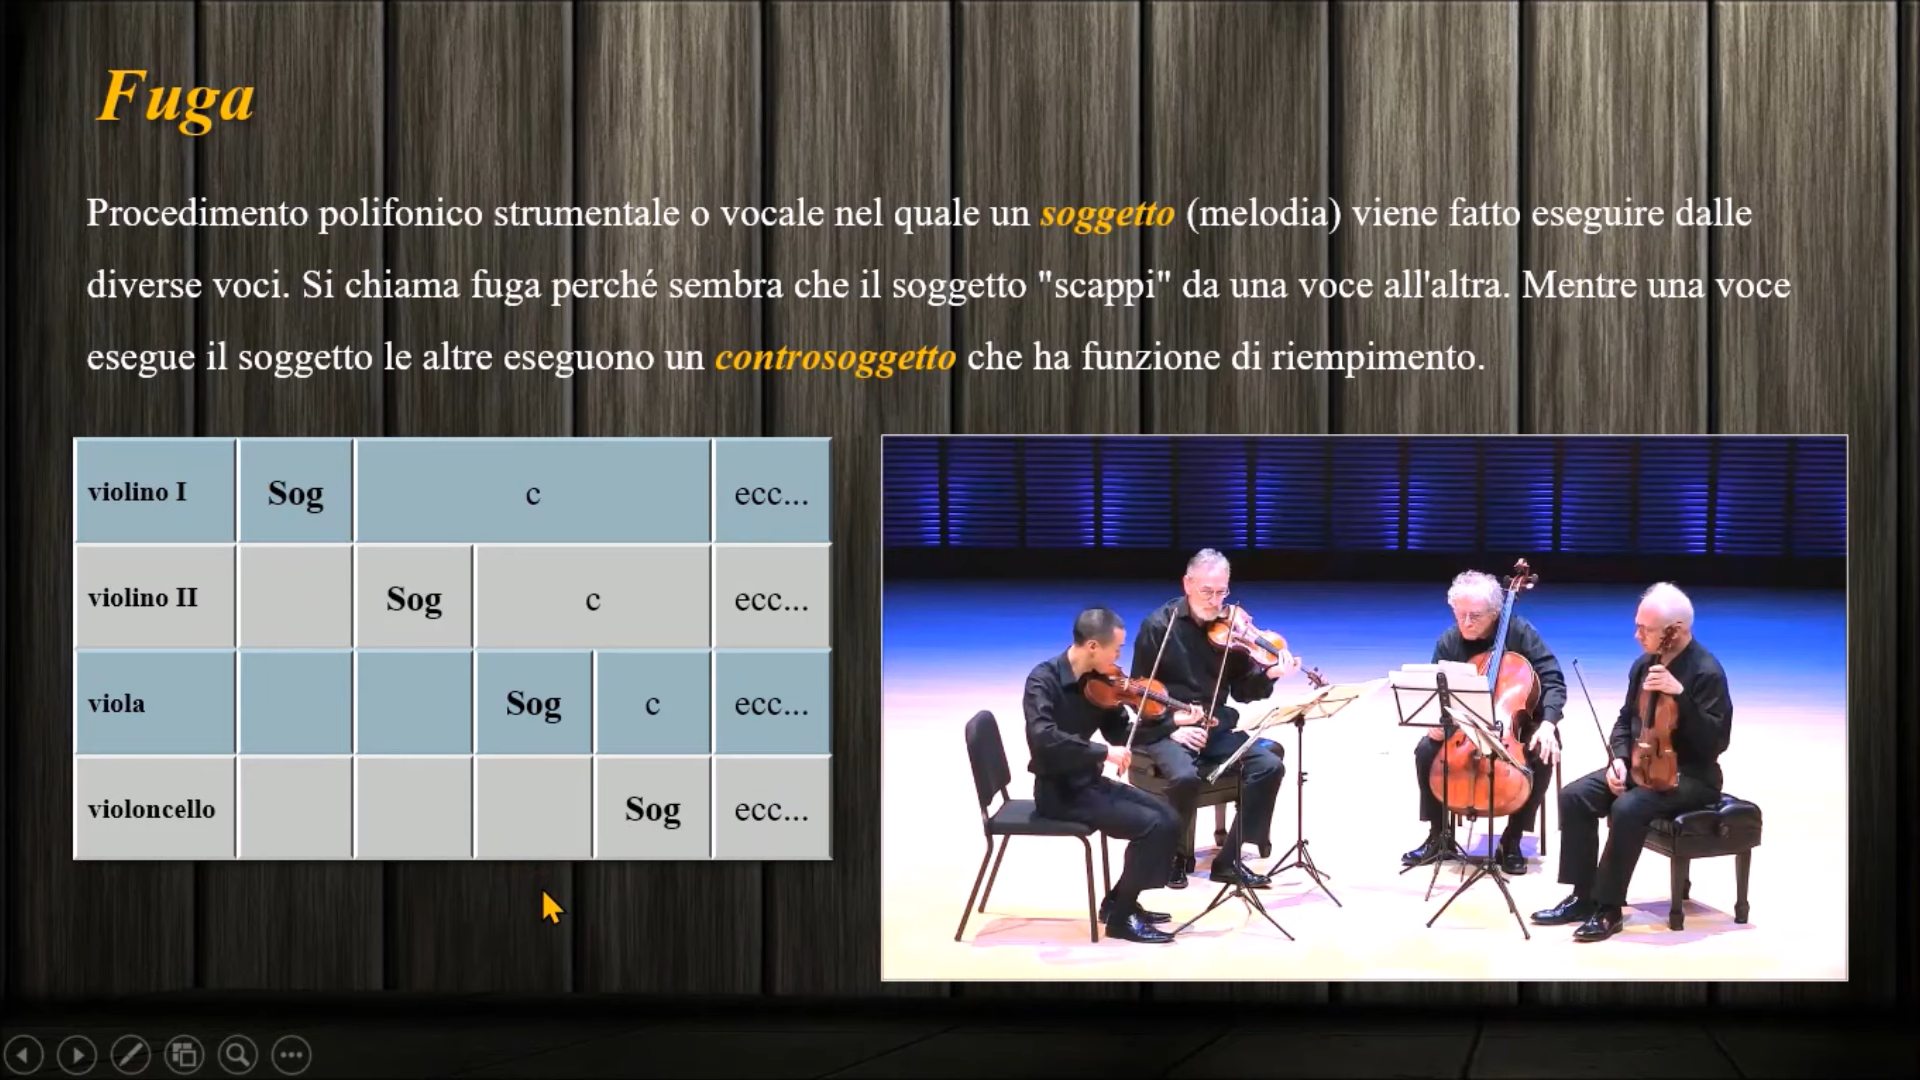 Fuga
Procedimento polifonico strumentale o vocale nel quale un soggetto (melodia) viene fatto eseguire dalle
diverse voci. Si chiama fuga perché sembra che il soggetto "scappi" da una voce all'altra. Mentre una voce
esegue il soggetto le altre eseguono un controsoggetto che ha funzione di riempimento.
violino I Sog c ecc...
violino II Sog c ecc...
viola Sog c ecc...
violoncello Sog ecc...